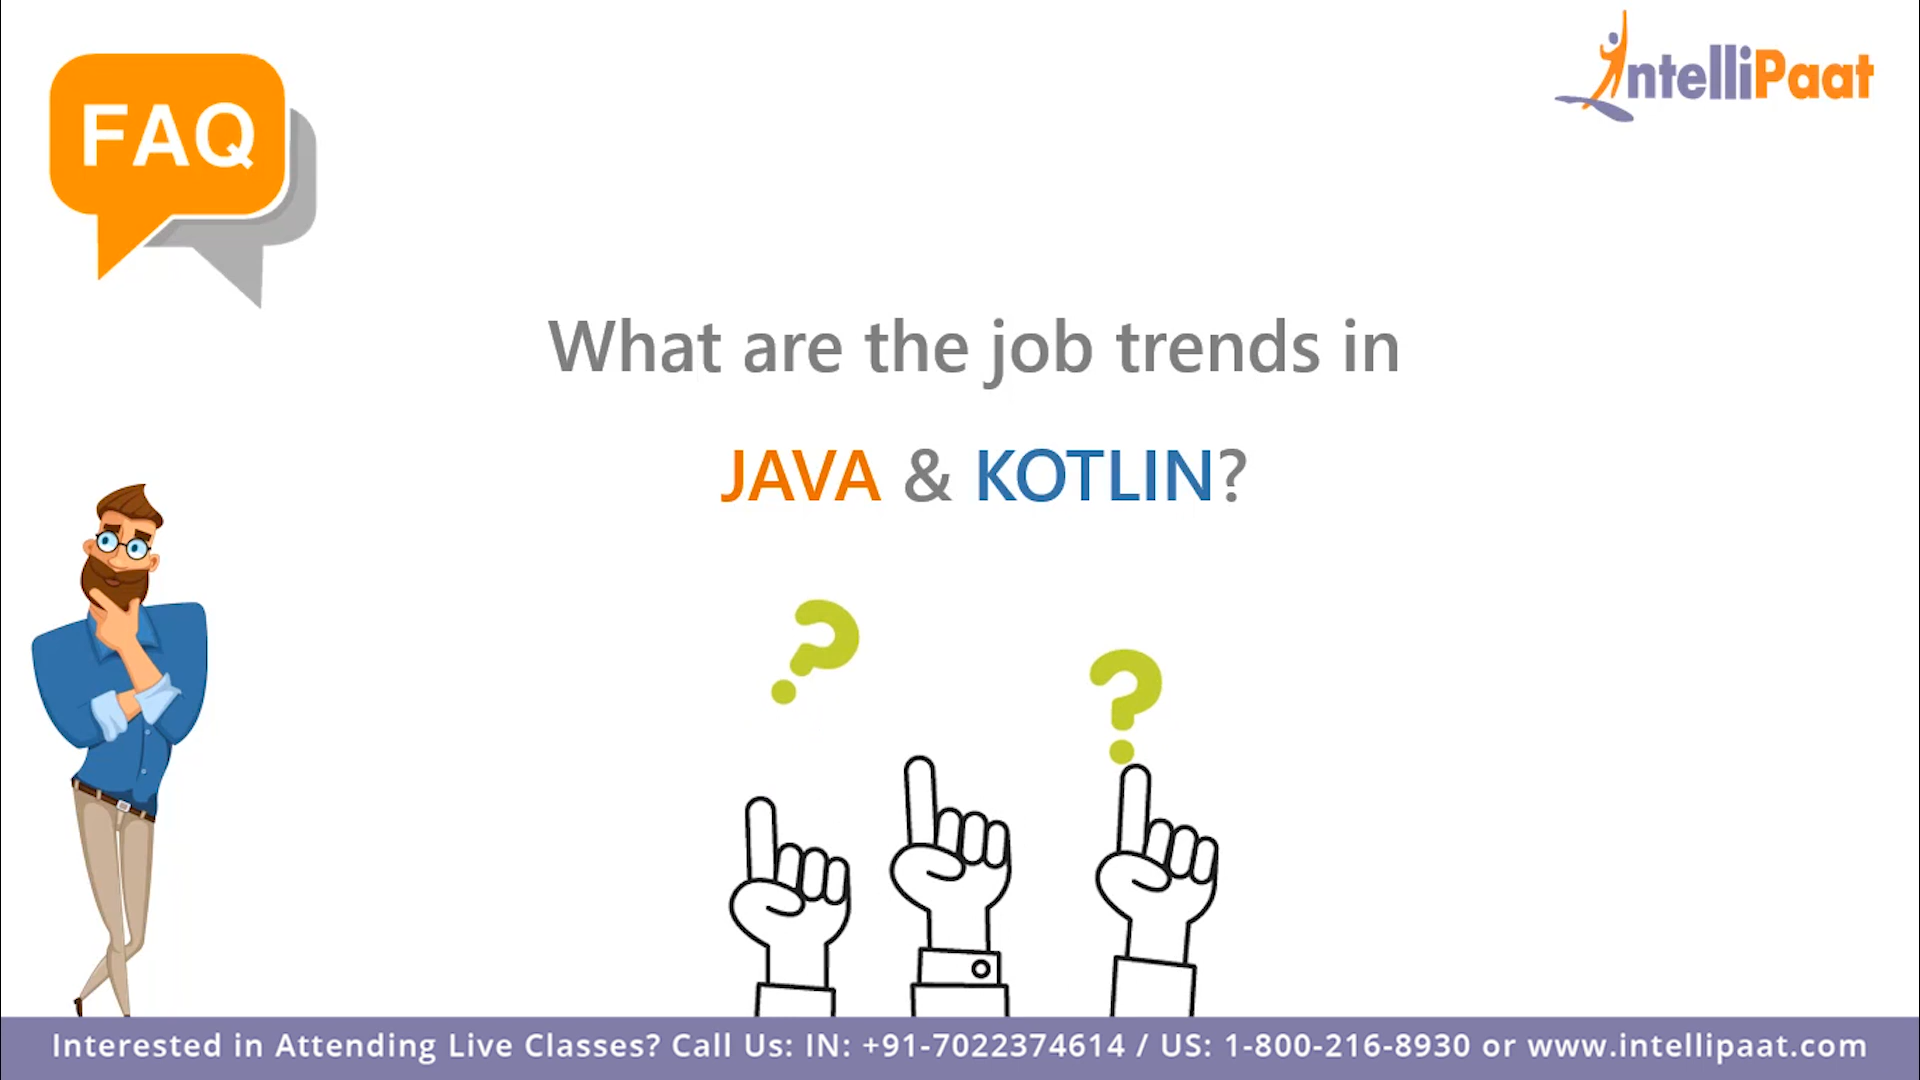 FAQ
IntelliPaat
What are the job trends in
JAVA & KOTLIN?
Interested in Attending Live Classes? Call Us: IN: +91-7022374614 / US: 1-800-216-8930 or www.intellipaat.com